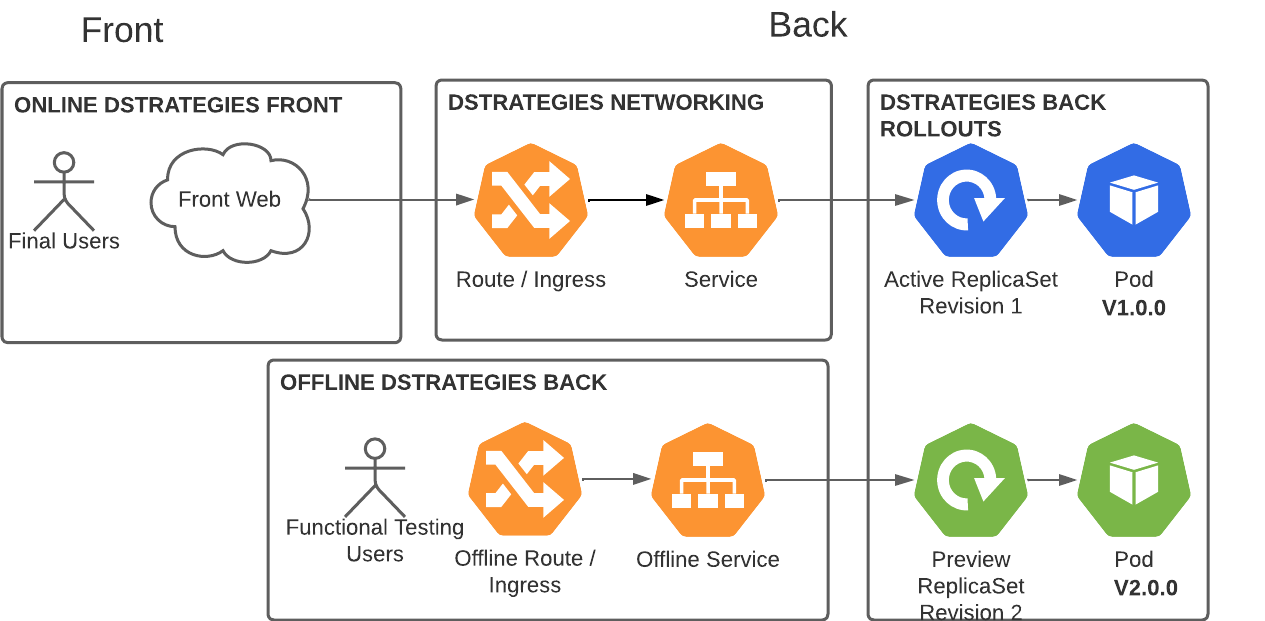 Front
Back
ONLINE DSTRATEGIES FRONT
Final Users
Front Web
DSTRATEGIES NETWORKING
Route / Ingress
Service
DSTRATEGIES BACK
ROLLOUTS
Active ReplicaSet
Revision 1
Pod
V1.0.0
OFFLINE DSTRATEGIES BACK
Functional Testing
Users
Offline Route /
Ingress
Offline Service
Preview
ReplicaSet
Revision 2
Pod
V2.0.0